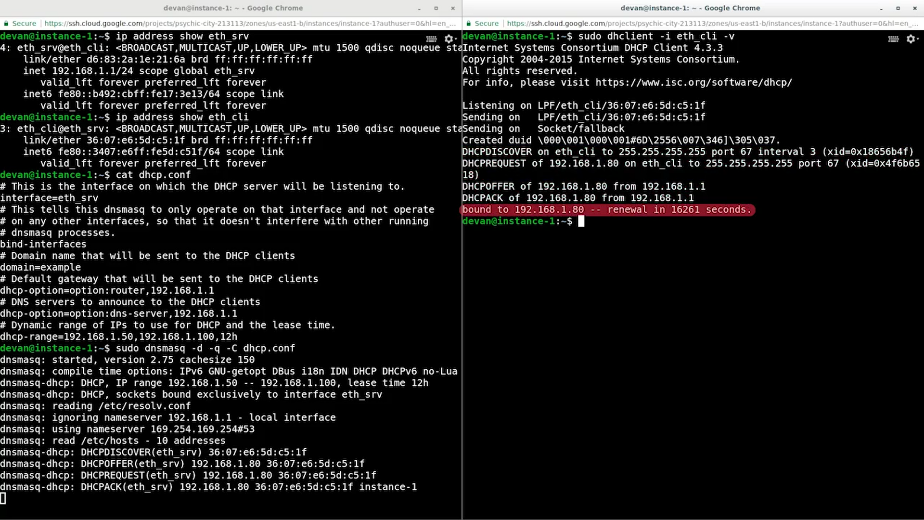 devan@instance-1: ~ - Google Chrome
Secure https://ssh.cloud.google.com/projects/psychic-city-213113/zones/us-east1-b/instances/instance-1?authuser=0&hl=en_...
devan@instance-1:~$ ip address show eth_srv
4: eth_srv@eth_cli: <BROADCAST,MULTICAST,UP,LOWER_UP> mtu 1500 qdisc noqueue sta
link/ether d6:83:2a:1e:21:6a brd ff:ff:ff:ff:ff:ff
inet 192.168.1.1/24 scope global eth_srv
valid_lft forever preferred_lft forever
inet6 fe80::b492:cbff:fe17:3e13/64 scope link
valid_lft forever preferred_lft forever
devan@instance-1:~$ ip address show eth_cli
3: eth_cli@eth_srv: <BROADCAST,MULTICAST,UP,LOWER_UP> mtu 1500 qdisc noqueue sta
link/ether 36:07:e6:5d:c5:1f brd ff:ff:ff:ff:ff:ff
inet6 fe80::3407:e6ff:fe5d:c51f/64 scope link
valid_lft forever preferred_lft forever
devan@instance-1:~$ cat dhcp.conf
# This is the interface on which the DHCP server will be listening to.
interface=eth_srv
# This tells this dnsmasq to only operate on that interface and not operate
# on any other interfaces, so that it doesn't interfere with other running
# dnsmasq processes.
bind-interfaces
# Domain name that will be sent to the DHCP clients
domain=example
# Default gateway that will be sent to the DHCP clients
dhcp-option=option:router,192.168.1.1
# DNS servers to announce to the DHCP clients
dhcp-option=option:dns-server,192.168.1.1
# Dynamic range of IPs to use for DHCP and the lease time.
dhcp-range=192.168.1.50,192.168.1.100,12h
devan@instance-1:~$ sudo dnsmasq -d -q -C dhcp.conf
dnsmasq: started, version 2.75 cachesize 150
dnsmasq: compile time options: IPv6 GNU-getopt DBus i18n IDN DHCP DHCPv6 no-Lua
dnsmasq-dhcp: DHCP, IP range 192.168.1.50 -- 192.168.1.100, lease time 12h
dnsmasq-dhcp: DHCP, sockets bound exclusively to interface eth_srv
dnsmasq: reading /etc/resolv.conf
dnsmasq: ignoring nameserver 192.168.1.1 - local interface
dnsmasq: using nameserver 169.254.169.254#53
dnsmasq: read /etc/hosts - 10 addresses
dnsmasq-dhcp: DHCPDISCOVER(eth_srv) 36:07:e6:5d:c5:1f
dnsmasq-dhcp: DHCPOFFER(eth_srv) 192.168.1.80 36:07:e6:5d:c5:1f
dnsmasq-dhcp: DHCPREQUEST(eth_srv) 192.168.1.80 36:07:e6:5d:c5:1f
dnsmasq-dhcp: DHCPACK(eth_srv) 192.168.1.80 36:07:e6:5d:c5:1f instance-1
devan@instance-1: ~ - Google Chrome
Secure https://ssh.cloud.google.com/projects/psychic-city-213113/zones/us-east1-b/instances/instance-1?authuser=0&hl=en_...
devan@instance-1:~$ sudo dhclient -i eth_cli -v
Internet Systems Consortium DHCP Client 4.3.3
Copyright 2004-2015 Internet Systems Consortium.
All rights reserved.
For info, please visit https://www.isc.org/software/dhcp/
Listening on LPF/eth_cli/36:07:e6:5d:c5:1f
Sending on   LPF/eth_cli/36:07:e6:5d:c5:1f
Sending on   Socket/fallback
Created duid \000\001\000\001#6D\2556\007\346]\305\037.
DHCPDISCOVER on eth_cli to 255.255.255.255 port 67 interval 3 (xid=0x18656b4f)
DHCPREQUEST of 192.168.1.80 on eth_cli to 255.255.255.255 port 67 (xid=0x4f6b65
18)
DHCPOFFER of 192.168.1.80 from 192.168.1.1
DHCPACK of 192.168.1.80 from 192.168.1.1
bound to 192.168.1.80 -- renewal in 16261 seconds.
devan@instance-1:~$